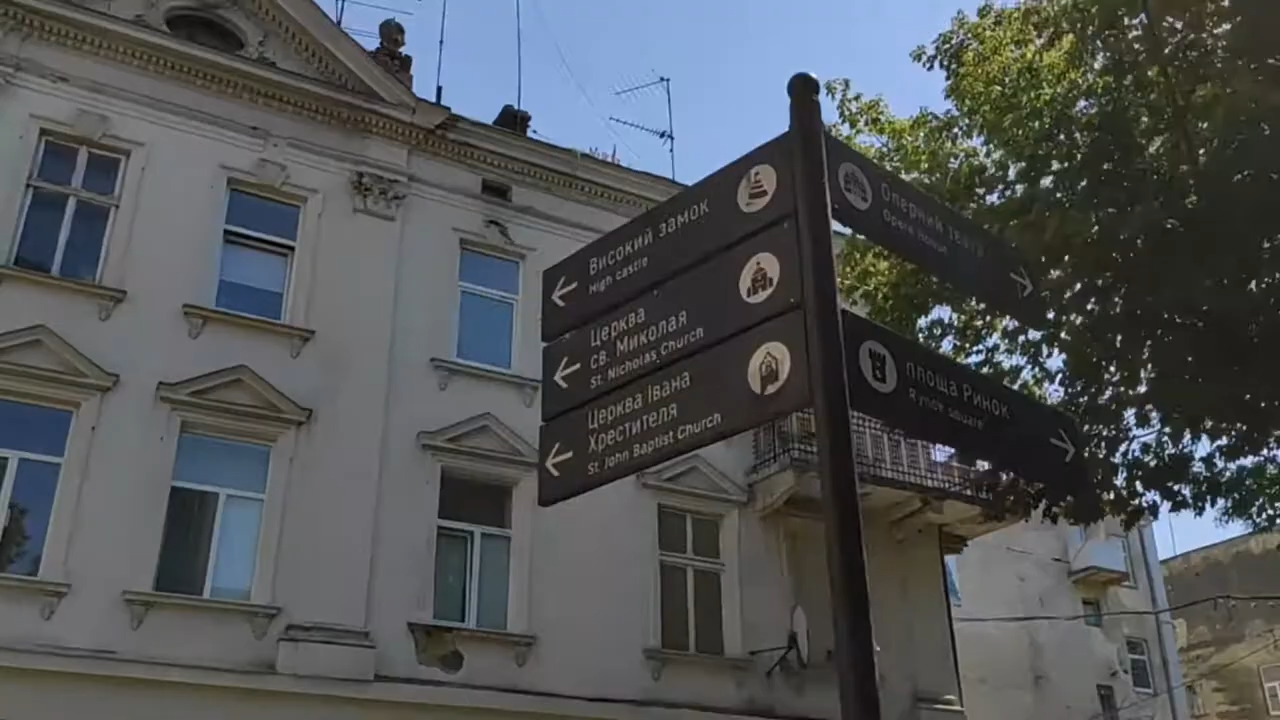 Високий замок
High castle
Церква
св. Миколая
St. Nicholas Church
Церква Івана
Хрестителя
St. John Baptist Church
Оперний театр
Opera House
площа Ринок
Rynok square